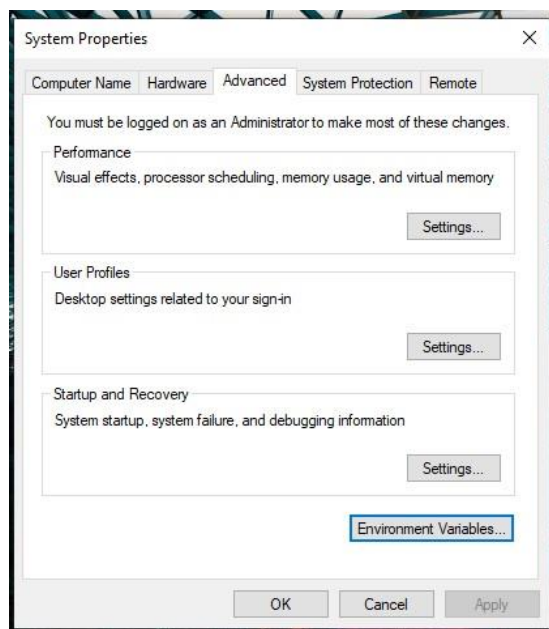 System Properties
Computer Name Hardware Advanced System Protection Remote
You must be logged on as an Administrator to make most of these changes.
Performance
Visual effects, processor scheduling, memory usage, and virtual memory
Settings...
User Profiles
Desktop settings related to your sign-in
Settings...
Startup and Recovery
System startup, system failure, and debugging information
Settings...
Environment Variables...
OK Cancel Apply